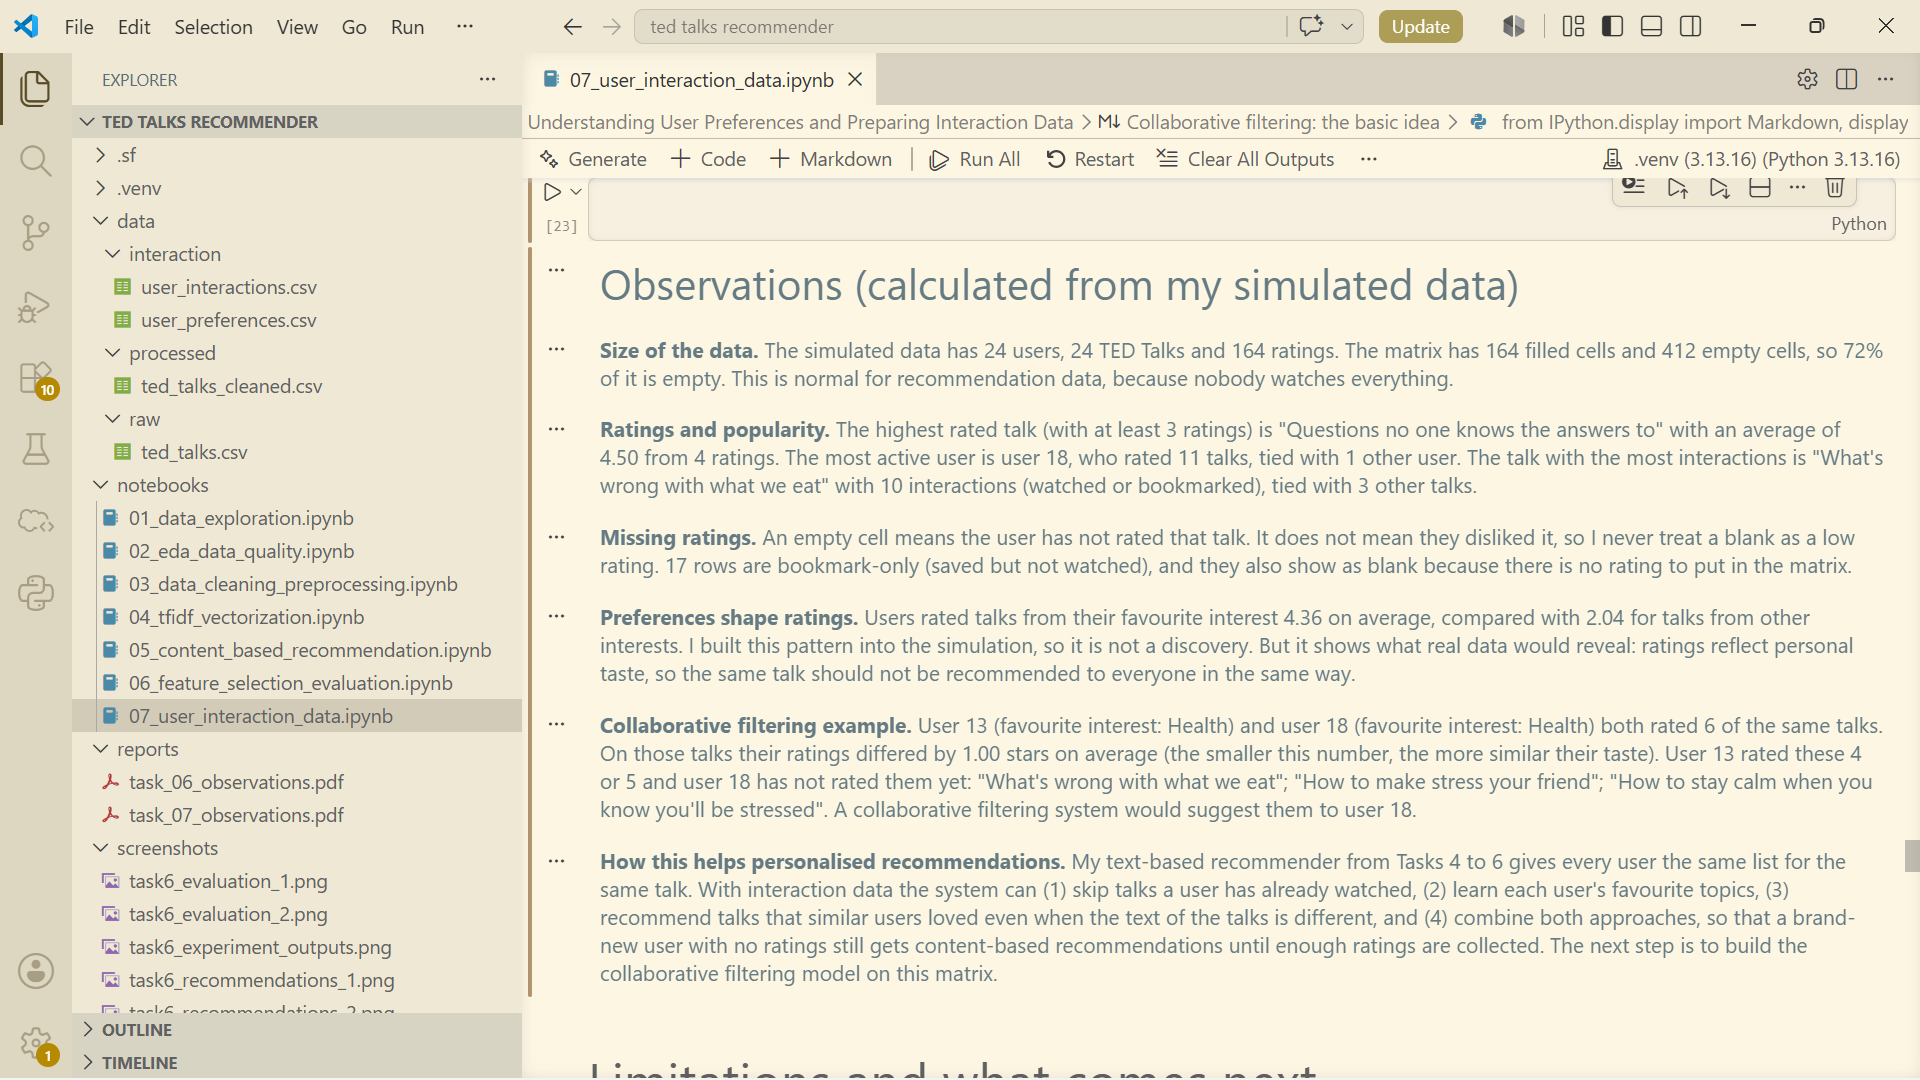 File Edit Selection View Go Run ...
ted talks recommender
Update
EXPLORER
TED TALKS RECOMMENDER
.sf
.venv
data
interaction
user_interactions.csv
user_preferences.csv
processed
ted_talks_cleaned.csv
raw
ted_talks.csv
notebooks
01_data_exploration.ipynb
02_eda_data_quality.ipynb
03_data_cleaning_preprocessing.ipynb
04_tfidf_vectorization.ipynb
05_content_based_recommendation.ipynb
06_feature_selection_evaluation.ipynb
07_user_interaction_data.ipynb
reports
task_06_observations.pdf
task_07_observations.pdf
screenshots
task6_evaluation_1.png
task6_evaluation_2.png
task6_experiment_outputs.png
task6_recommendations_1.png
task6_recommendations_2.png
OUTLINE
TIMELINE
10
1
07_user_interaction_data.ipynb
Understanding User Preferences and Preparing Interaction Data > M↓ Collaborative filtering: the basic idea > from IPython.display import Markdown, display
Generate + Code + Markdown | Run All Restart Clear All Outputs ... .venv (3.13.16) (Python 3.13.16)
[23]
Python
Observations (calculated from my simulated data)
Size of the data. The simulated data has 24 users, 24 TED Talks and 164 ratings. The matrix has 164 filled cells and 412 empty cells, so 72%
of it is empty. This is normal for recommendation data, because nobody watches everything.
Ratings and popularity. The highest rated talk (with at least 3 ratings) is "Questions no one knows the answers to" with an average of
4.50 from 4 ratings. The most active user is user 18, who rated 11 talks, tied with 1 other user. The talk with the most interactions is "What's
wrong with what we eat" with 10 interactions (watched or bookmarked), tied with 3 other talks.
Missing ratings. An empty cell means the user has not rated that talk. It does not mean they disliked it, so I never treat a blank as a low
rating. 17 rows are bookmark-only (saved but not watched), and they also show as blank because there is no rating to put in the matrix.
Preferences shape ratings. Users rated talks from their favourite interest 4.36 on average, compared with 2.04 for talks from other
interests. I built this pattern into the simulation, so it is not a discovery. But it shows what real data would reveal: ratings reflect personal
taste, so the same talk should not be recommended to everyone in the same way.
Collaborative filtering example. User 13 (favourite interest: Health) and user 18 (favourite interest: Health) both rated 6 of the same talks.
On those talks their ratings differed by 1.00 stars on average (the smaller this number, the more similar their taste). User 13 rated these 4
or 5 and user 18 has not rated them yet: "What's wrong with what we eat"; "How to make stress your friend"; "How to stay calm when you
know you'll be stressed". A collaborative filtering system would suggest them to user 18.
How this helps personalised recommendations. My text-based recommender from Tasks 4 to 6 gives every user the same list for the
same talk. With interaction data the system can (1) skip talks a user has already watched, (2) learn each user's favourite topics, (3)
recommend talks that similar users loved even when the text of the talks is different, and (4) combine both approaches, so that a brand-
new user with no ratings still gets content-based recommendations until enough ratings are collected. The next step is to build the
collaborative filtering model on this matrix.
Limitations and what comes next